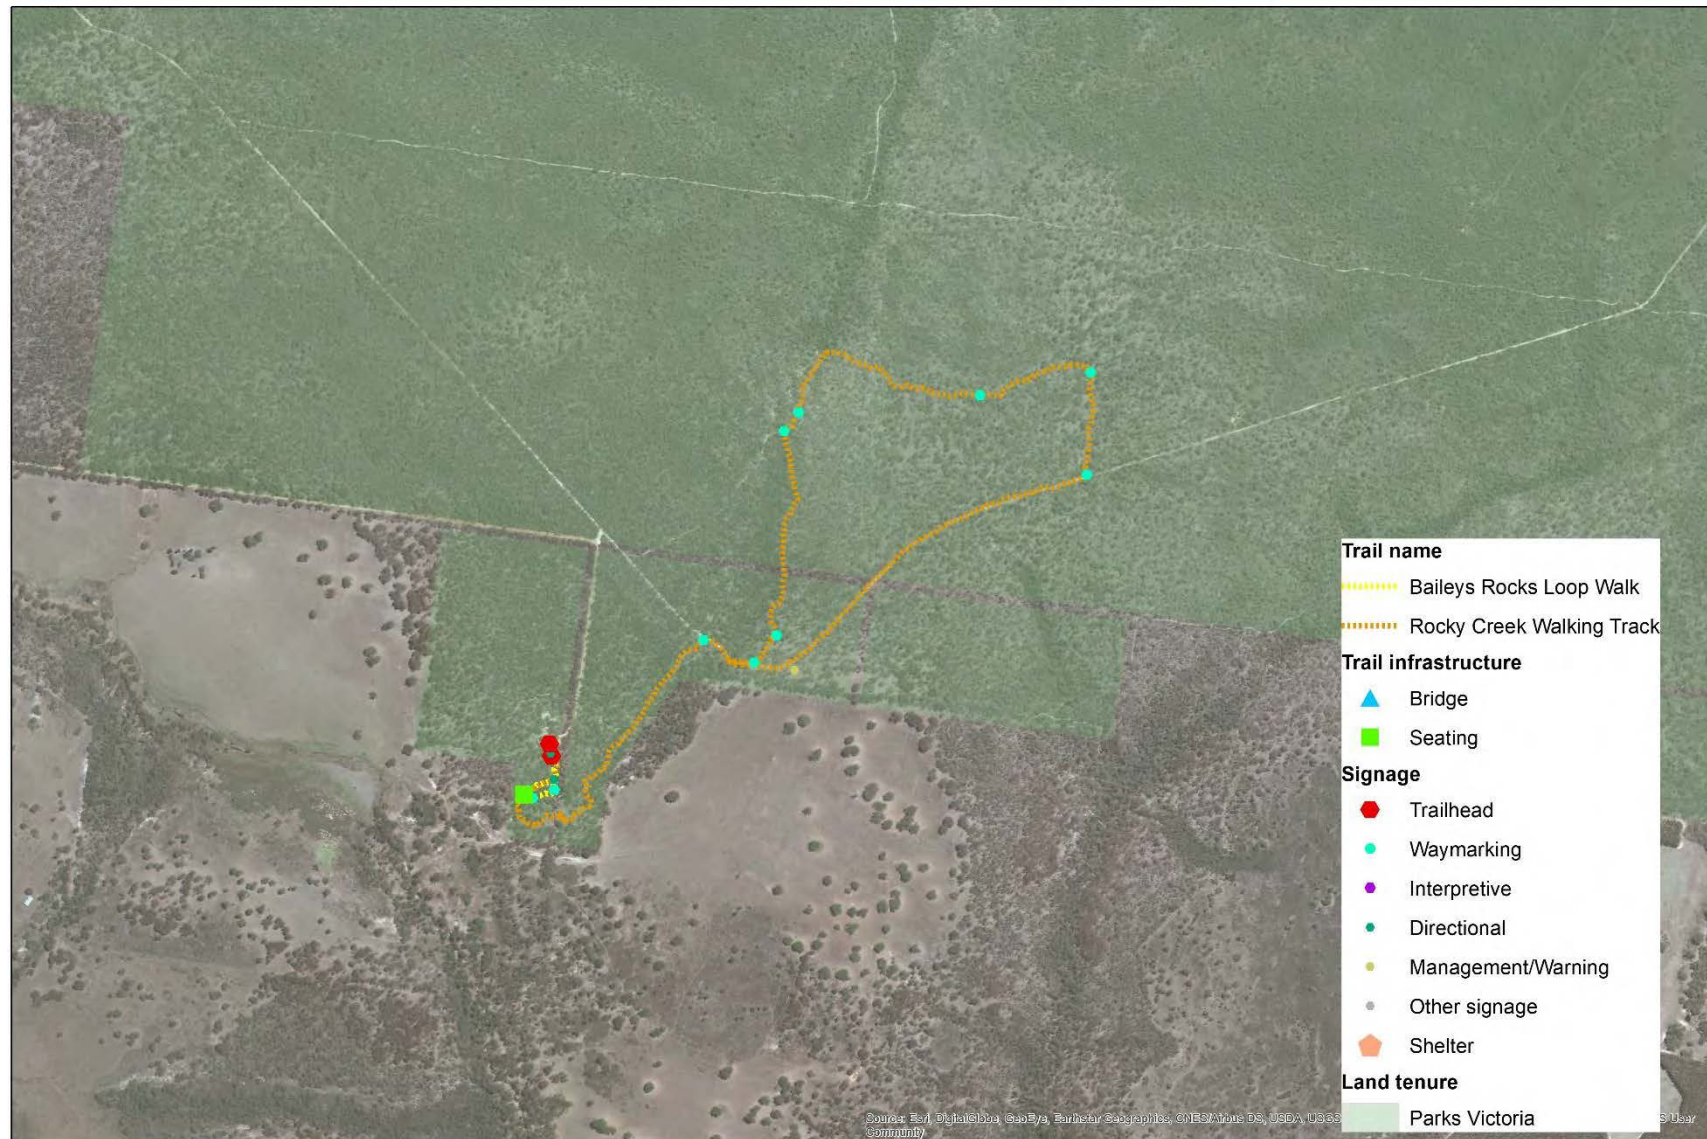 Trail name
Baileys Rocks Loop Walk
Rocky Creek Walking Track
Trail infrastructure
Bridge
Seating
Signage
Trailhead
Waymarking
Interpretive
Directional
Management/Warning
Other signage
Shelter
Land tenure
Parks Victoria
Source: Esri, DigitalGlobe, GeoEye, Earthstar Geographics, CNES/Airbus DS, USDA, USGS
S User
Community